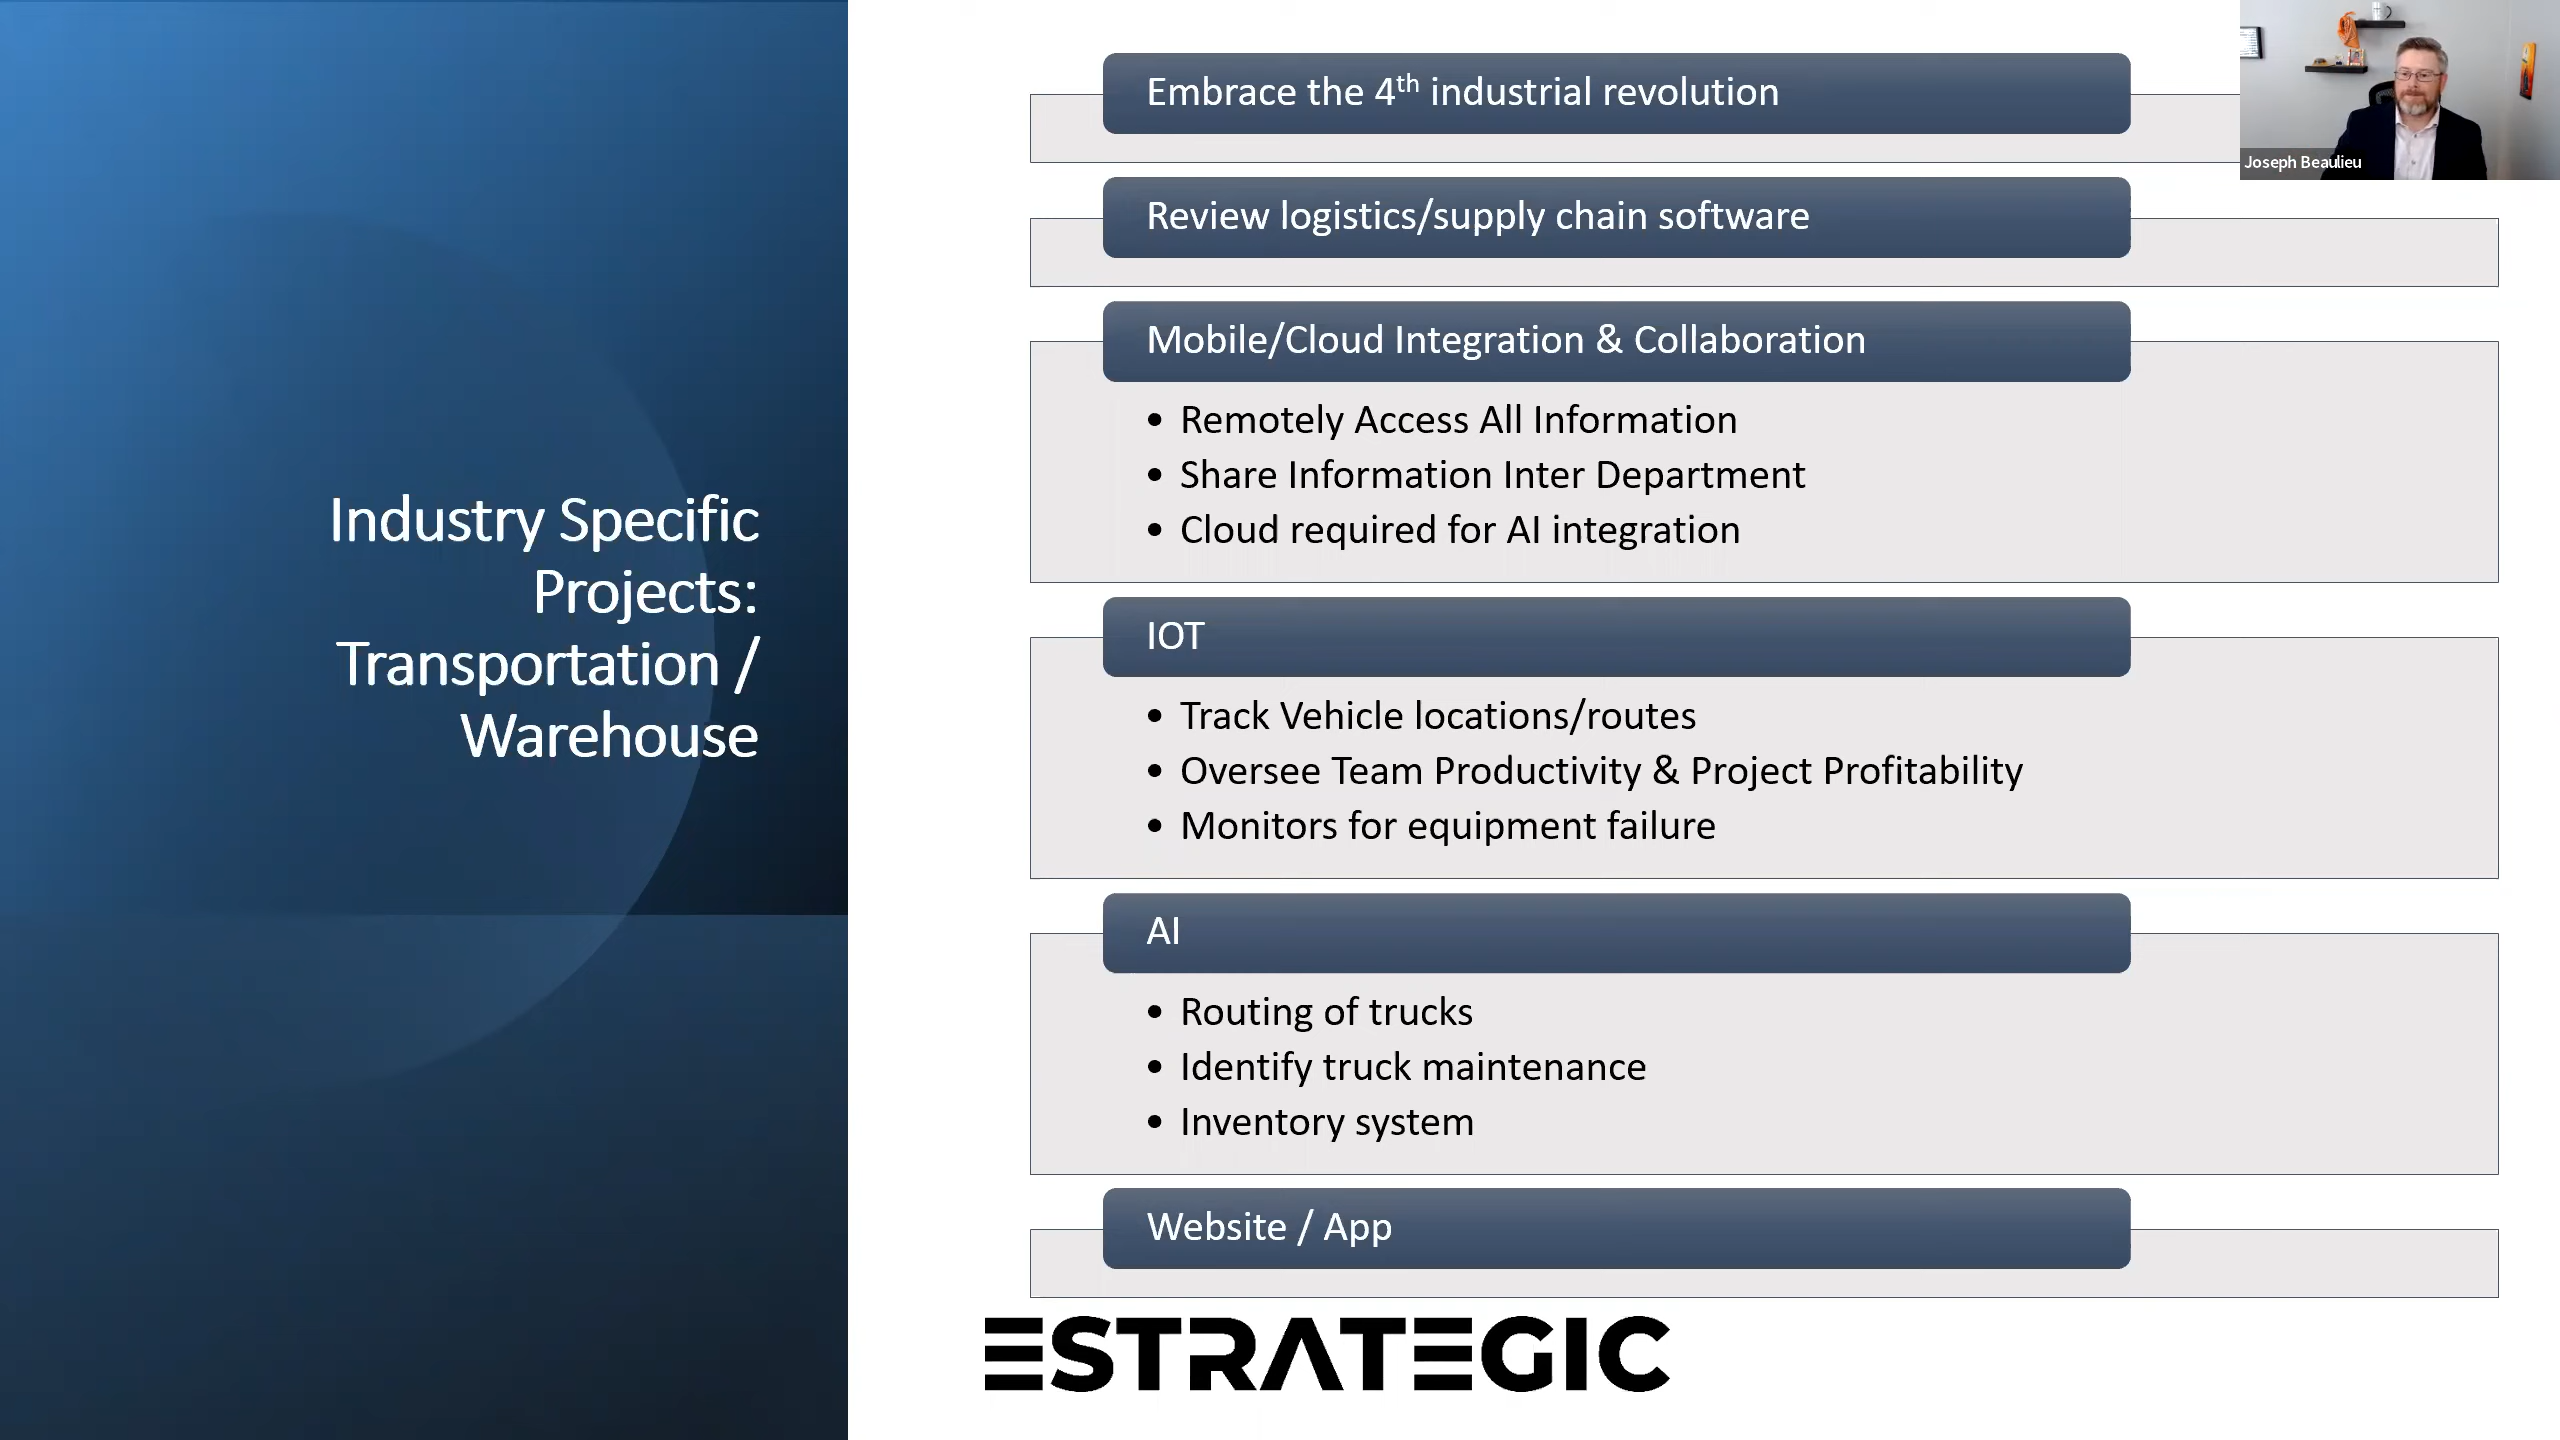 Industry Specific
Projects:
Transportation /
Warehouse
Embrace the 4th industrial revolution
Review logistics/supply chain software
Mobile/Cloud Integration & Collaboration
• Remotely Access All Information
• Share Information Inter Department
• Cloud required for AI integration
IOT
• Track Vehicle locations/routes
• Oversee Team Productivity & Project Profitability
• Monitors for equipment failure
AI
• Routing of trucks
• Identify truck maintenance
• Inventory system
Website / App
ESTRATEGIC
Joseph Beaulieu